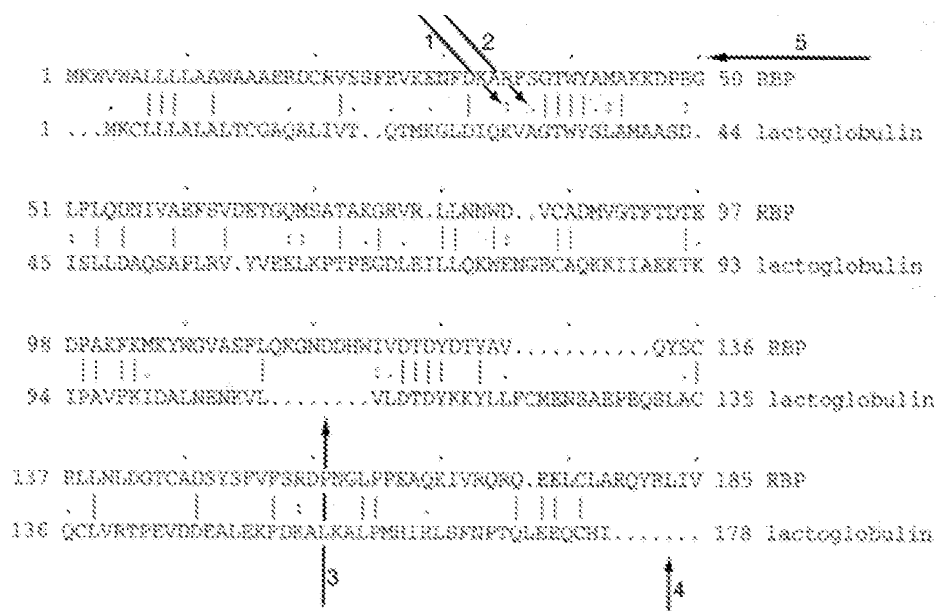 1 2 5
1 MKWVWALLLLAAWAAAERDCRVSSFRVKENFDKARFSGTWYAMAKKDPEG 50 RBP
1 ...MKCLLLALALTCGAQALIVT..QTMKGLDIQKVAGTWYSLAMAASD. 44 lactoglobulin
51 LFLQDNIVAEFSVDETGQMSATAKGRVR.LLNNWD..VCADMVGTFTDTE 97 RBP
45 ISLLDAQSAPLRV.YVEELKPTPEGDLEILLQKWENGECAQKKIIAEKTK 93 lactoglobulin
98 DPAKFKMKYWGVASFLQKGNDDHWIVDTDYDTYAV...........QYSC 136 RBP
94 IPAVFKIDALNENKVL........VLDTDYKKYLLFCMENSAEPEQSLAC 135 lactoglobulin
137 RLLNLDGTCADSYSFVFSRDPNGLPPEAQKIVRQRQ.EELCLARQYRLIV 185 RBP
136 QCLVRTPEVDDEALEKFDKALKALPMHIRLSFNPTQLEEQCHI....... 178 lactoglobulin
3 4